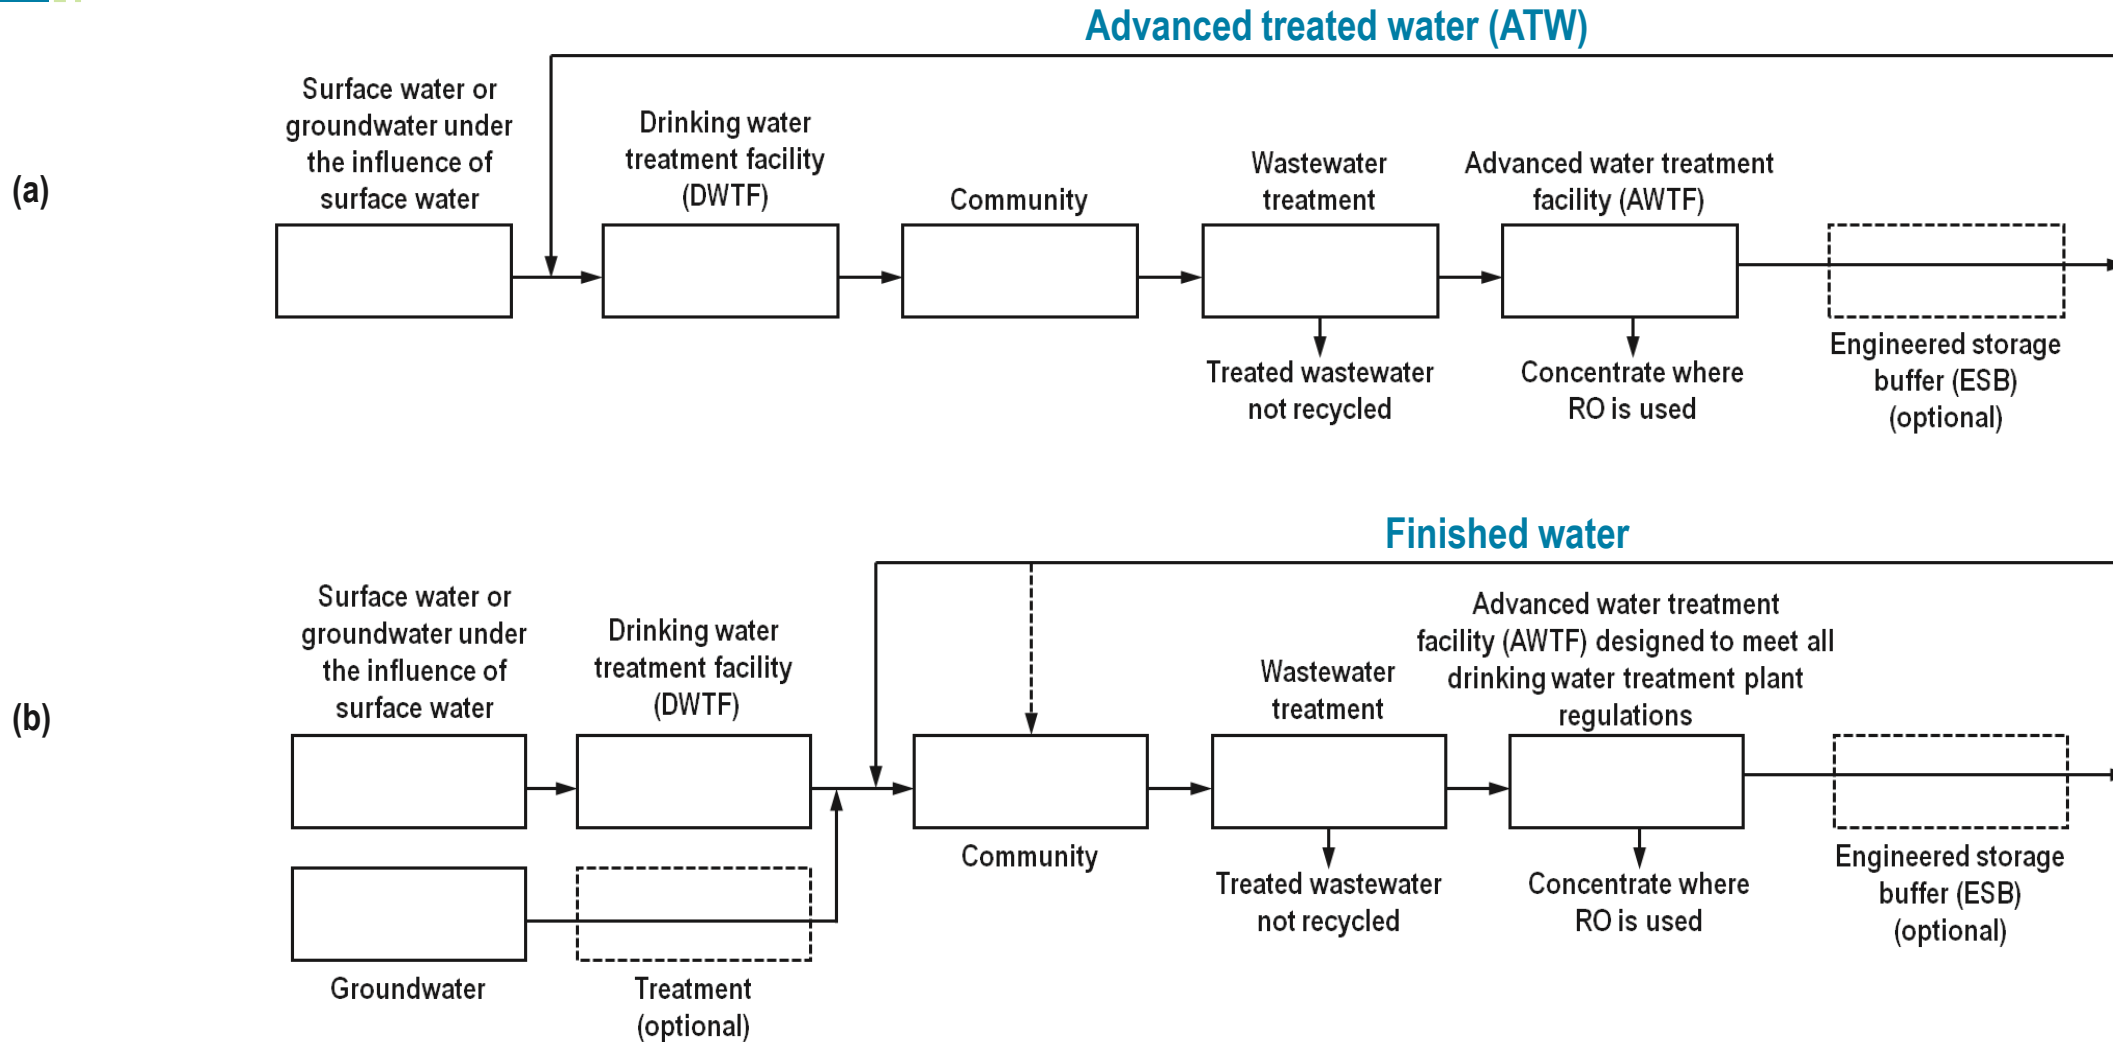 Advanced treated water (ATW)
(a)
Surface water or
groundwater under
the influence of
surface water
Drinking water
treatment facility
(DWTF)
Community
Wastewater
treatment
Advanced water treatment
facility (AWTF)
Treated wastewater
not recycled
Concentrate where
RO is used
Engineered storage
buffer (ESB)
(optional)
Finished water
(b)
Surface water or
groundwater under
the influence of
surface water
Drinking water
treatment facility
(DWTF)
Wastewater
treatment
Advanced water treatment
facility (AWTF) designed to meet all
drinking water treatment plant
regulations
Community
Treated wastewater
not recycled
Concentrate where
RO is used
Engineered storage
buffer (ESB)
(optional)
Groundwater
Treatment
(optional)